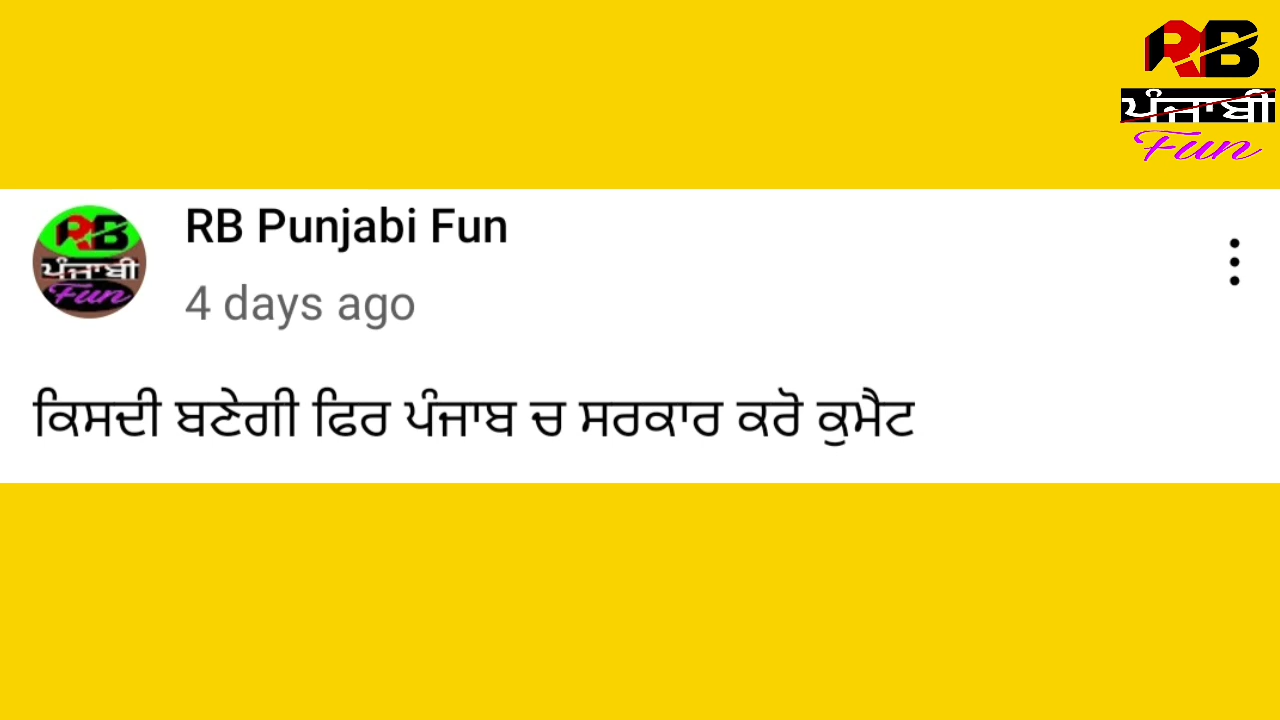 RB
ਪੰਜਾਬੀ
Fun
RB
ਪੰਜਾਬੀ
Fun
RB Punjabi Fun
4 days ago
ਕਿਸਦੀ ਬਣੇਗੀ ਫਿਰ ਪੰਜਾਬ ਚ ਸਰਕਾਰ ਕਰੋ ਕੁਮੈਟ